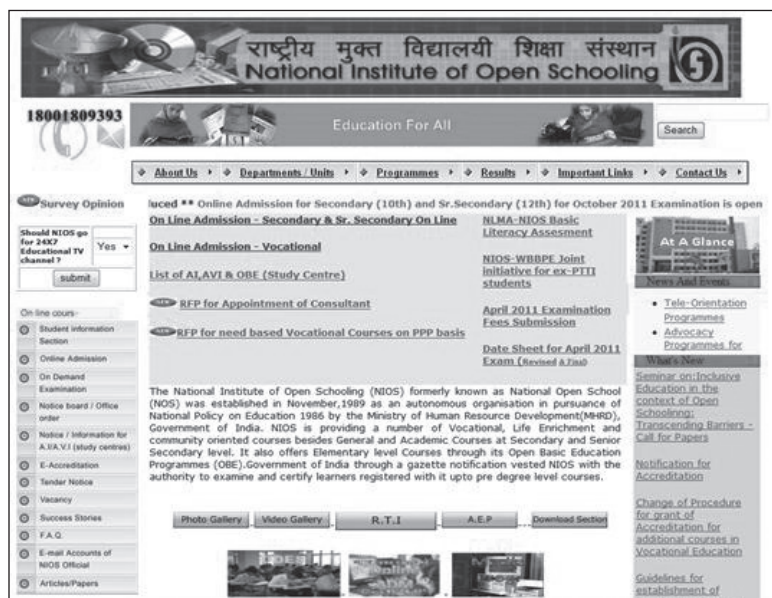 राष्ट्रीय मुक्त विद्यालयी शिक्षा संस्थान
National Institute of Open Schooling
18001809393
Education For All
Search
About Us
Departments / Units
Programmes
Results
Important Links
Contact Us
Survey Opinion
uced ** Online Admission for Secondary (10th) and Sr.Secondary (12th) for October 2011 Examination is open
Should NIOS go
for 24X7
Educational TV
channel ?
Yes
submit
On line cours
Student information
Section
Online Admission
On Demand
Examination
Notice board / Office
order
Notice / Information for
A.I/A.V.I (study centres)
E-Accreditation
Tender Notice
Vacancy
Success Stories
F.A.Q.
E-mail Accounts of
NIOS Official
Articles/Papers
On Line Admission - Secondary & Sr. Secondary On Line
On Line Admission - Vocational
List of AI,AVI & OBE (Study Centre)
RFP for Appointment of Consultant
RFP for need based Vocational Courses on PPP basis
NLMA-NIOS Basic
Literacy Assesment
NIOS-WBBPE Joint
initiative for ex-PTTI
students
April 2011 Examination
Fees Submission
Date Sheet for April 2011
Exam (Revised & Final)
At A Glance
News And Events
Tele-Orientation
Programmes
Advocacy
Programmes for
What's New
Seminar on:Inclusive
Education in the
context of Open
Schoolinng:
Transcending Barriers -
Call for Papers
Notification for
Accreditation
Change of Procedure
for grant of
Accreditation for
additional courses in
Vocational Education
Guidelines for
establishment of
The National Institute of Open Schooling (NIOS) formerly known as National Open School
(NOS) was established in November,1989 as an autonomous organisation in pursuance of
National Policy on Education 1986 by the Ministry of Human Resource Development(MHRD),
Government of India. NIOS is providing a number of Vocational, Life Enrichment and
community oriented courses besides General and Academic Courses at Secondary and Senior
Secondary level. It also offers Elementary level Courses through its Open Basic Education
Programmes (OBE).Government of India through a gazette notification vested NIOS with the
authority to examine and certify learners registered with it upto pre degree level courses.
Photo Gallery
Video Gallery
R.T.I
A.E.P
Download Section